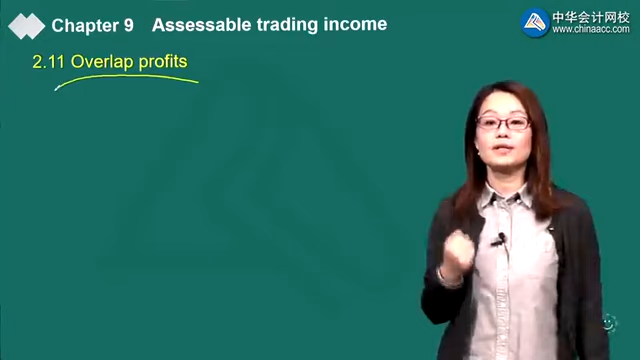 Chapter 9 Assessable trading income
中华会计网校
www.chinaacc.com
2.11 Overlap profits